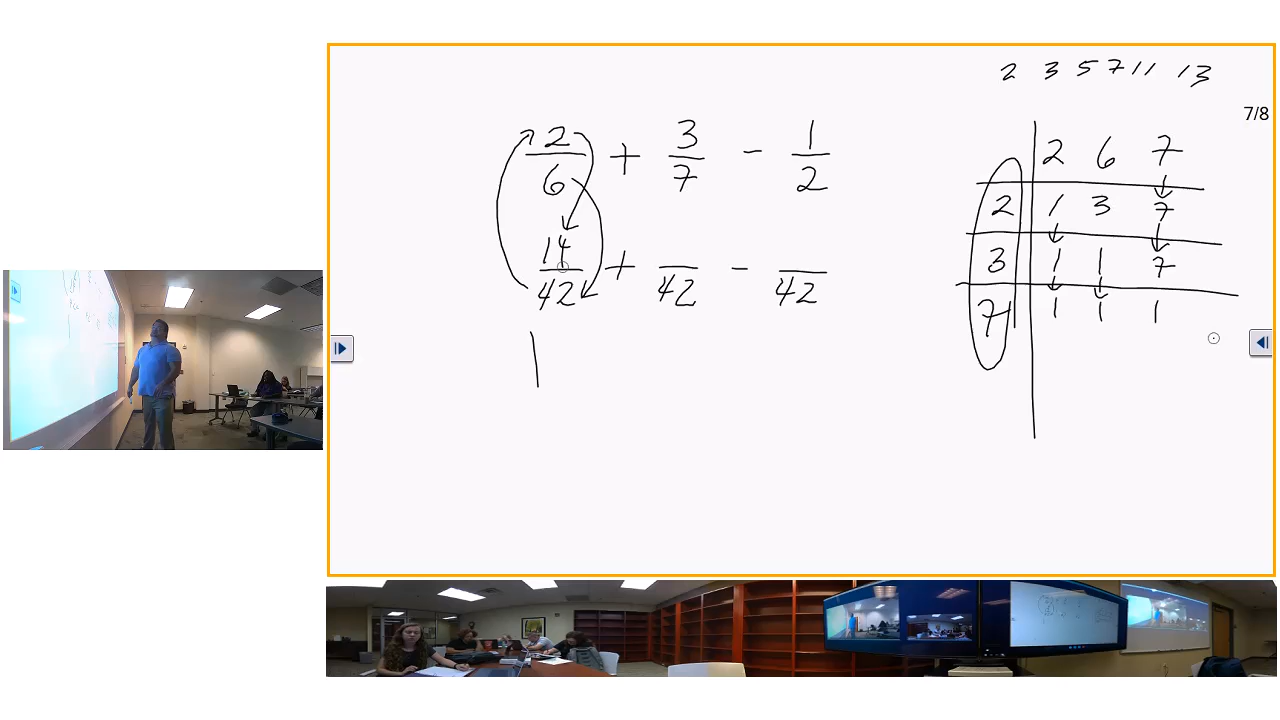 2 3 5 7 11 13
7/8
2/6 + 3/7 - 1/2
14/42 + /42 - /42
2 6 7
2 1 3 7
3 1 1 7
7 1 1 1